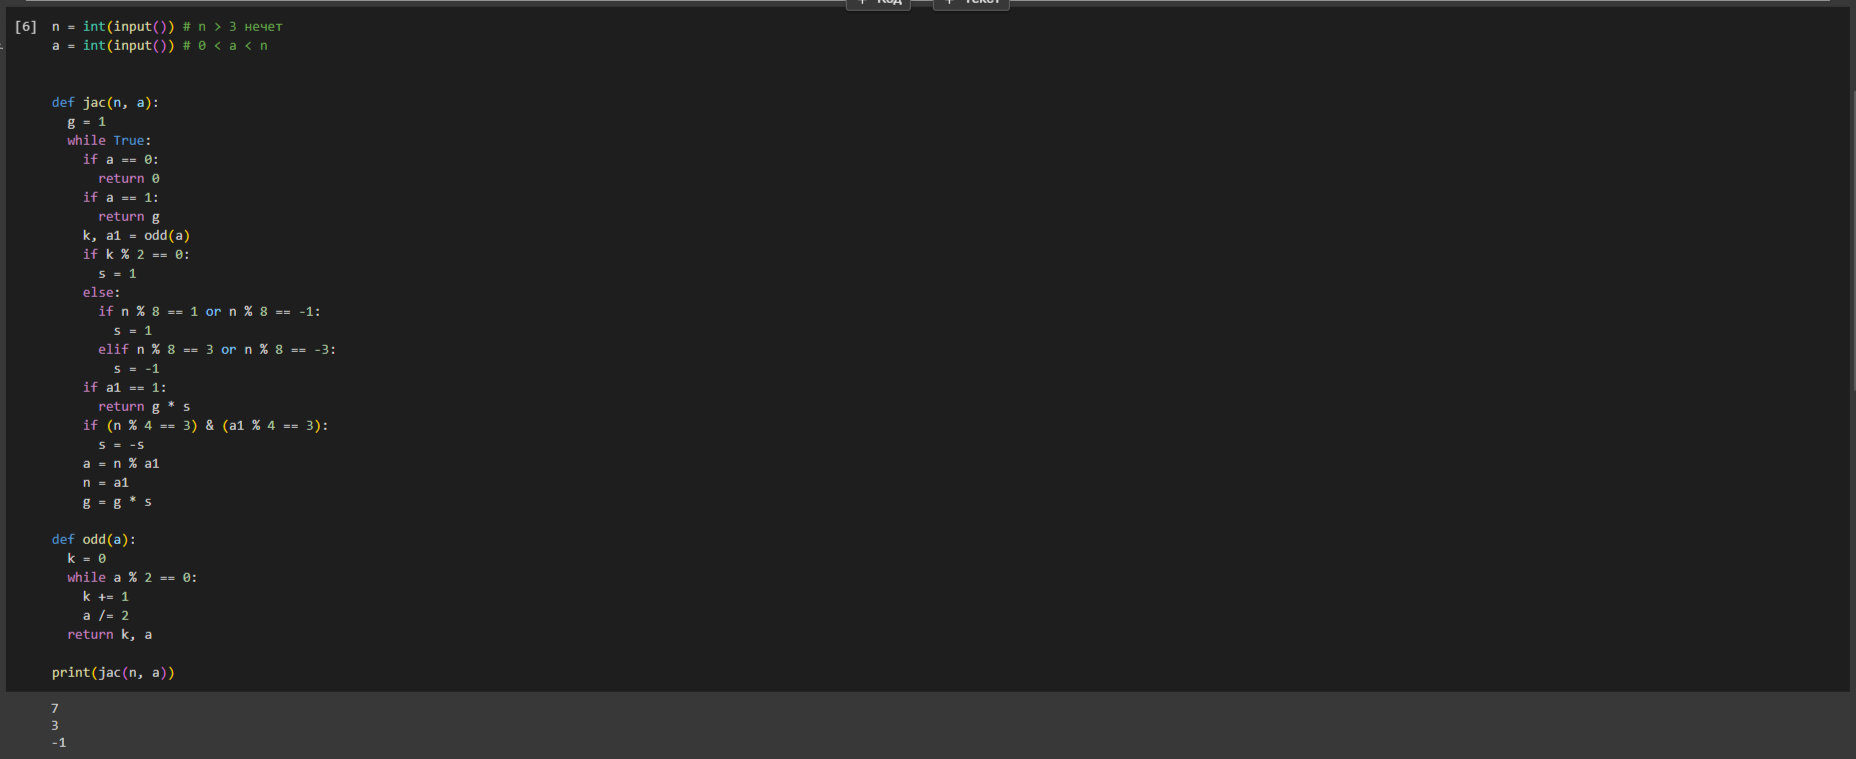 [6] n = int(input()) # n > 3 нечет
a = int(input()) # 0 < a < n
def jac(n, a):
g = 1
while True:
if a == 0:
return 0
if a == 1:
return g
k, a1 = odd(a)
if k % 2 == 0:
s = 1
else:
if n % 8 == 1 or n % 8 == -1:
s = 1
elif n % 8 == 3 or n % 8 == -3:
s = -1
if a1 == 1:
return g * s
if (n % 4 == 3) & (a1 % 4 == 3):
s = -s
a = n % a1
n = a1
g = g * s
def odd(a):
k = 0
while a % 2 == 0:
k += 1
a /= 2
return k, a
print(jac(n, a))
7
3
-1